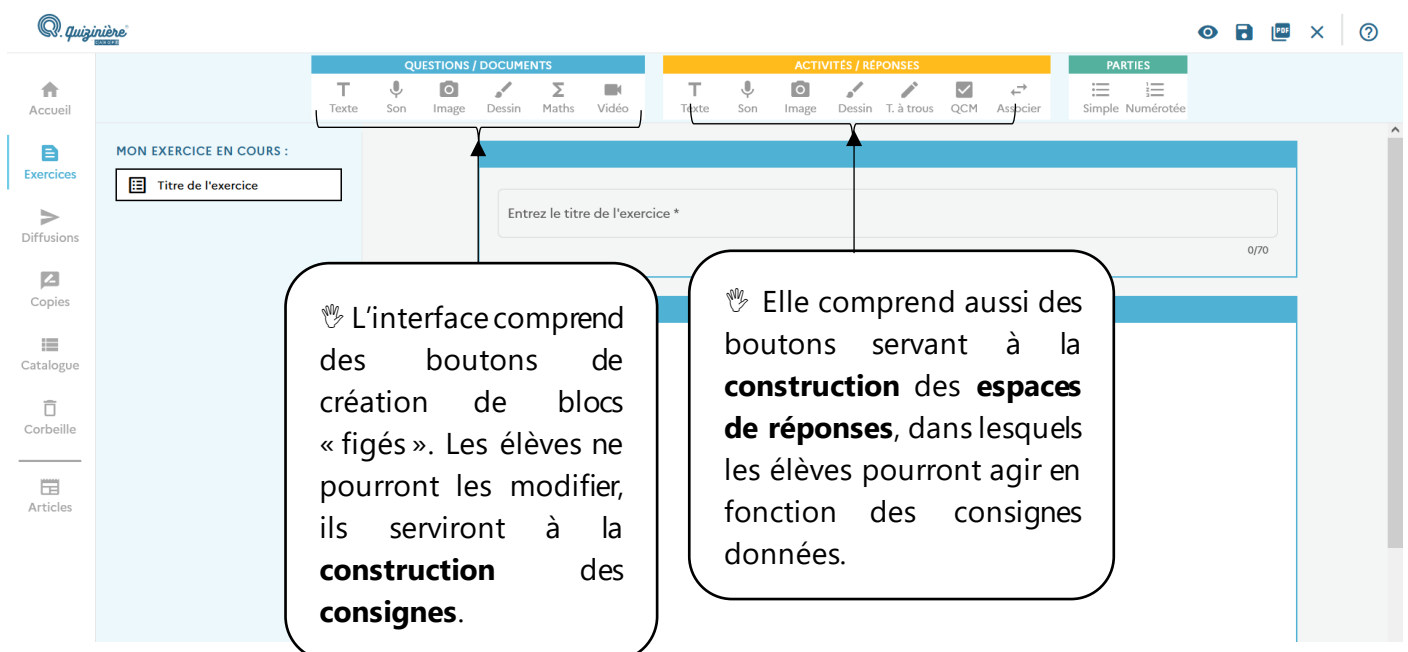 Quizinière
CANOPÉ
PDF
QUESTIONS / DOCUMENTS
ACTIVITÉS / RÉPONSES
PARTIES
Texte Son Image Dessin Maths Vidéo
Texte Son Image Dessin T. à trous QCM Associer
Simple Numérotée
Accueil
Exercices
Diffusions
Copies
Catalogue
Corbeille
Articles
MON EXERCICE EN COURS :
Titre de l'exercice
Entrez le titre de l'exercice *
0/70
L’interface comprend
des boutons de
création de blocs
« figés ». Les élèves ne
pourront les modifier,
ils serviront à la
construction des
consignes.
Elle comprend aussi des
boutons servant à la
construction des espaces
de réponses, dans lesquels
les élèves pourront agir en
fonction des consignes
données.